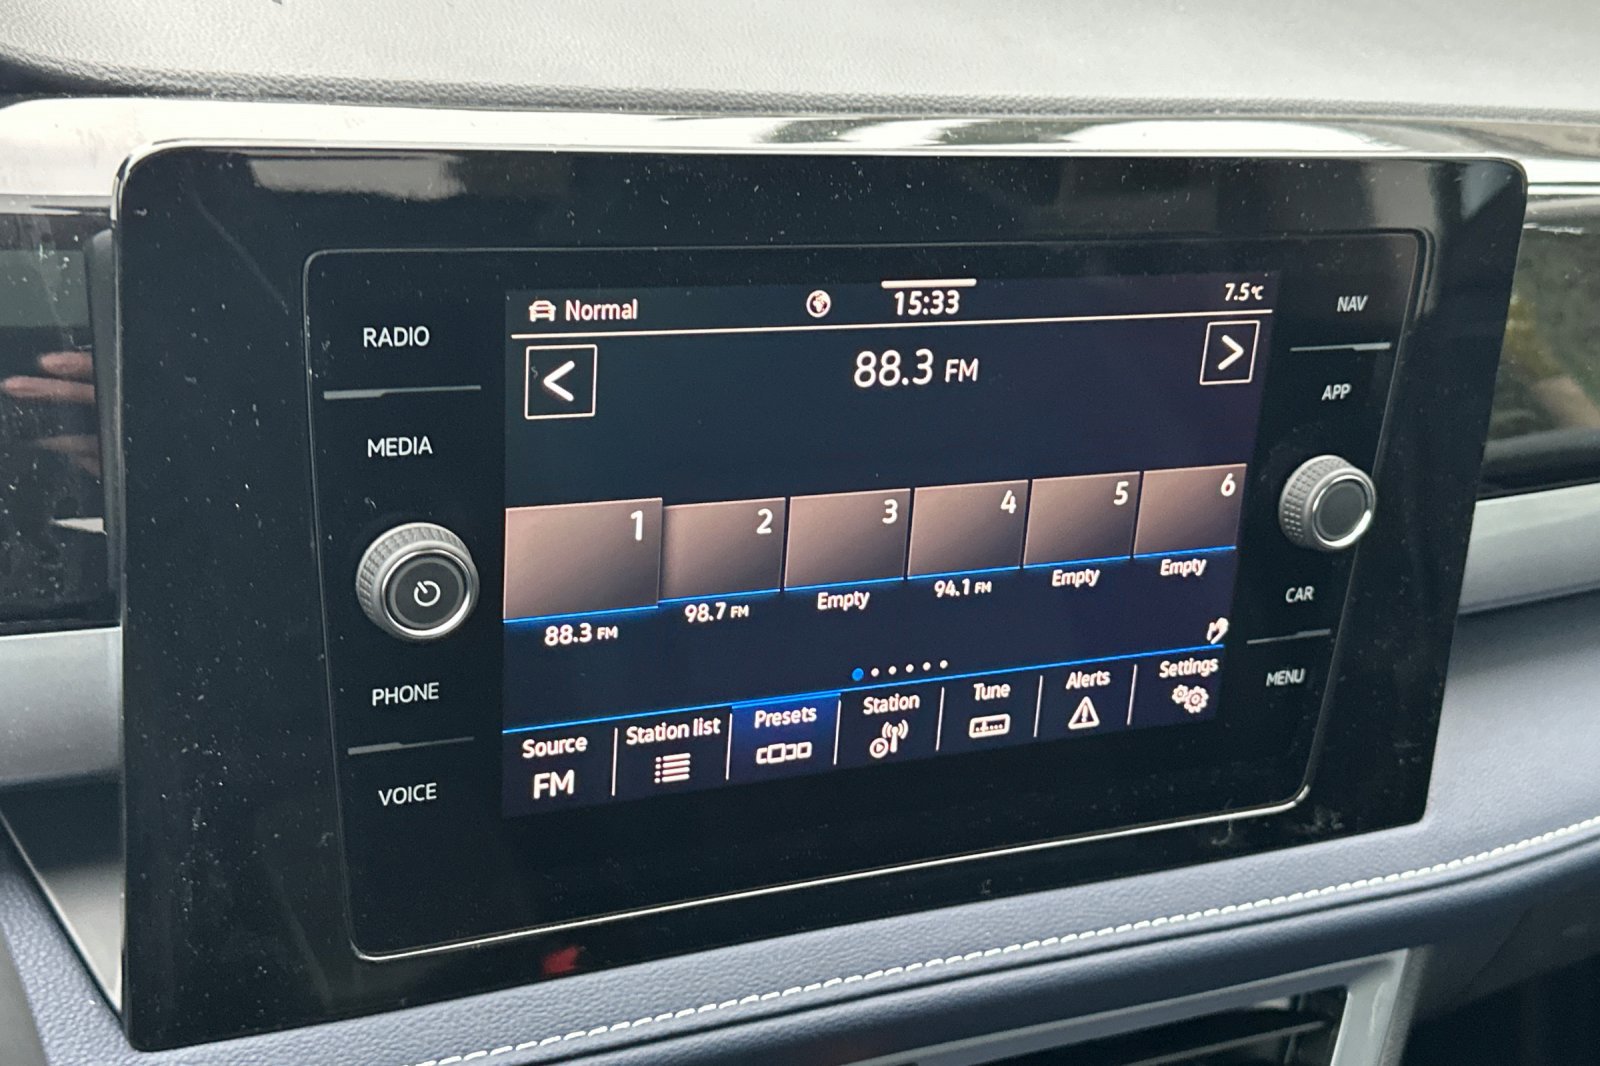 RADIO
MEDIA
PHONE
VOICE
Normal
15:33
7.5°C
< 88.3 FM >
1 2 3 4 5 6
88.3 FM 98.7 FM Empty 94.1 FM Empty Empty
Source Station list Presets Station Tune Alerts Settings
FM
NAV
APP
CAR
MENU